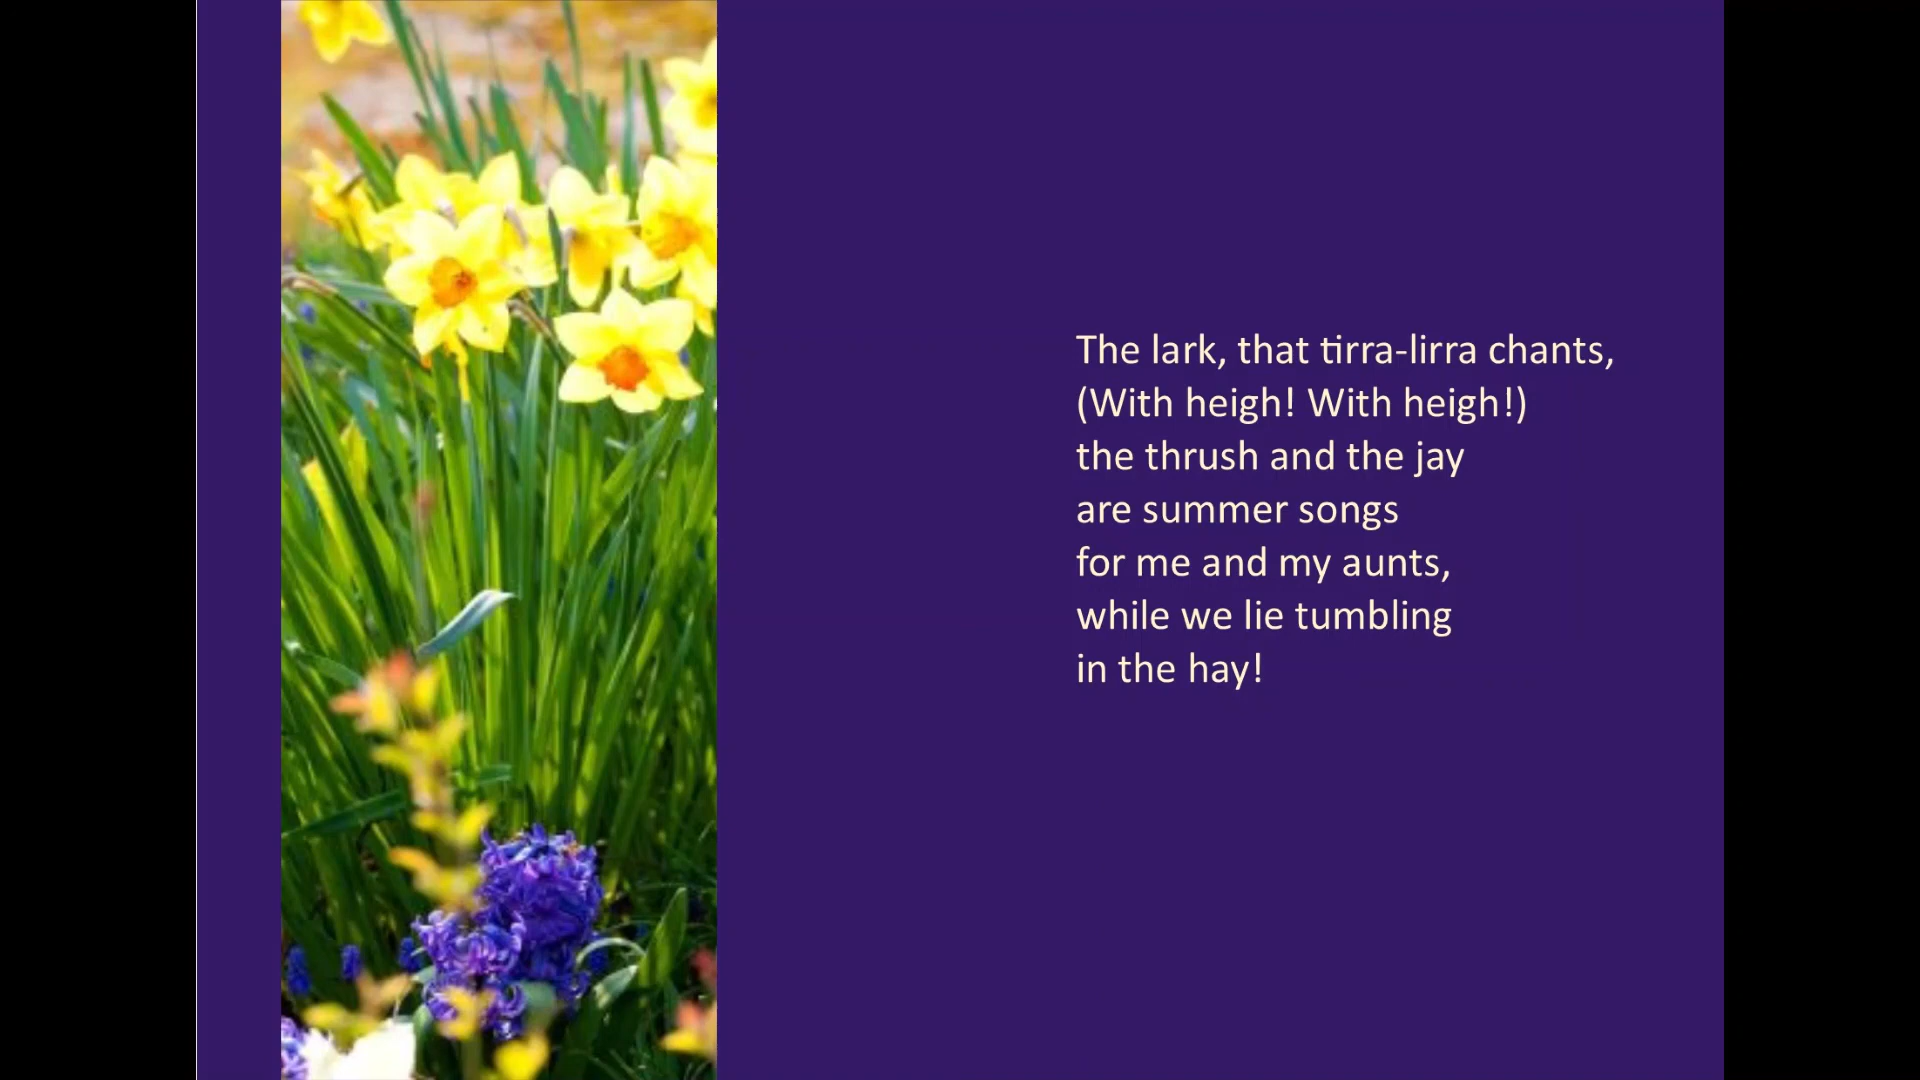 The lark, that tirra-lirra chants,
(With heigh! With heigh!)
the thrush and the jay
are summer songs
for me and my aunts,
while we lie tumbling
in the hay!